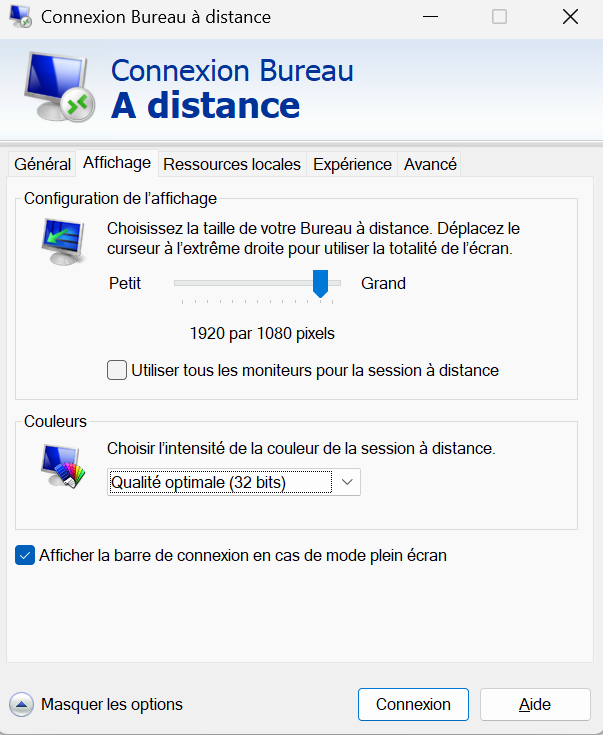 Connexion Bureau à distance
Connexion Bureau
A distance
Général Affichage Ressources locales Expérience Avancé
Configuration de l’affichage
Choisissez la taille de votre Bureau à distance. Déplacez le
curseur à l’extrême droite pour utiliser la totalité de l’écran.
Petit Grand
1920 par 1080 pixels
Utiliser tous les moniteurs pour la session à distance
Couleurs
Choisir l’intensité de la couleur de la session à distance.
Qualité optimale (32 bits)
Afficher la barre de connexion en cas de mode plein écran
Masquer les options Connexion Aide